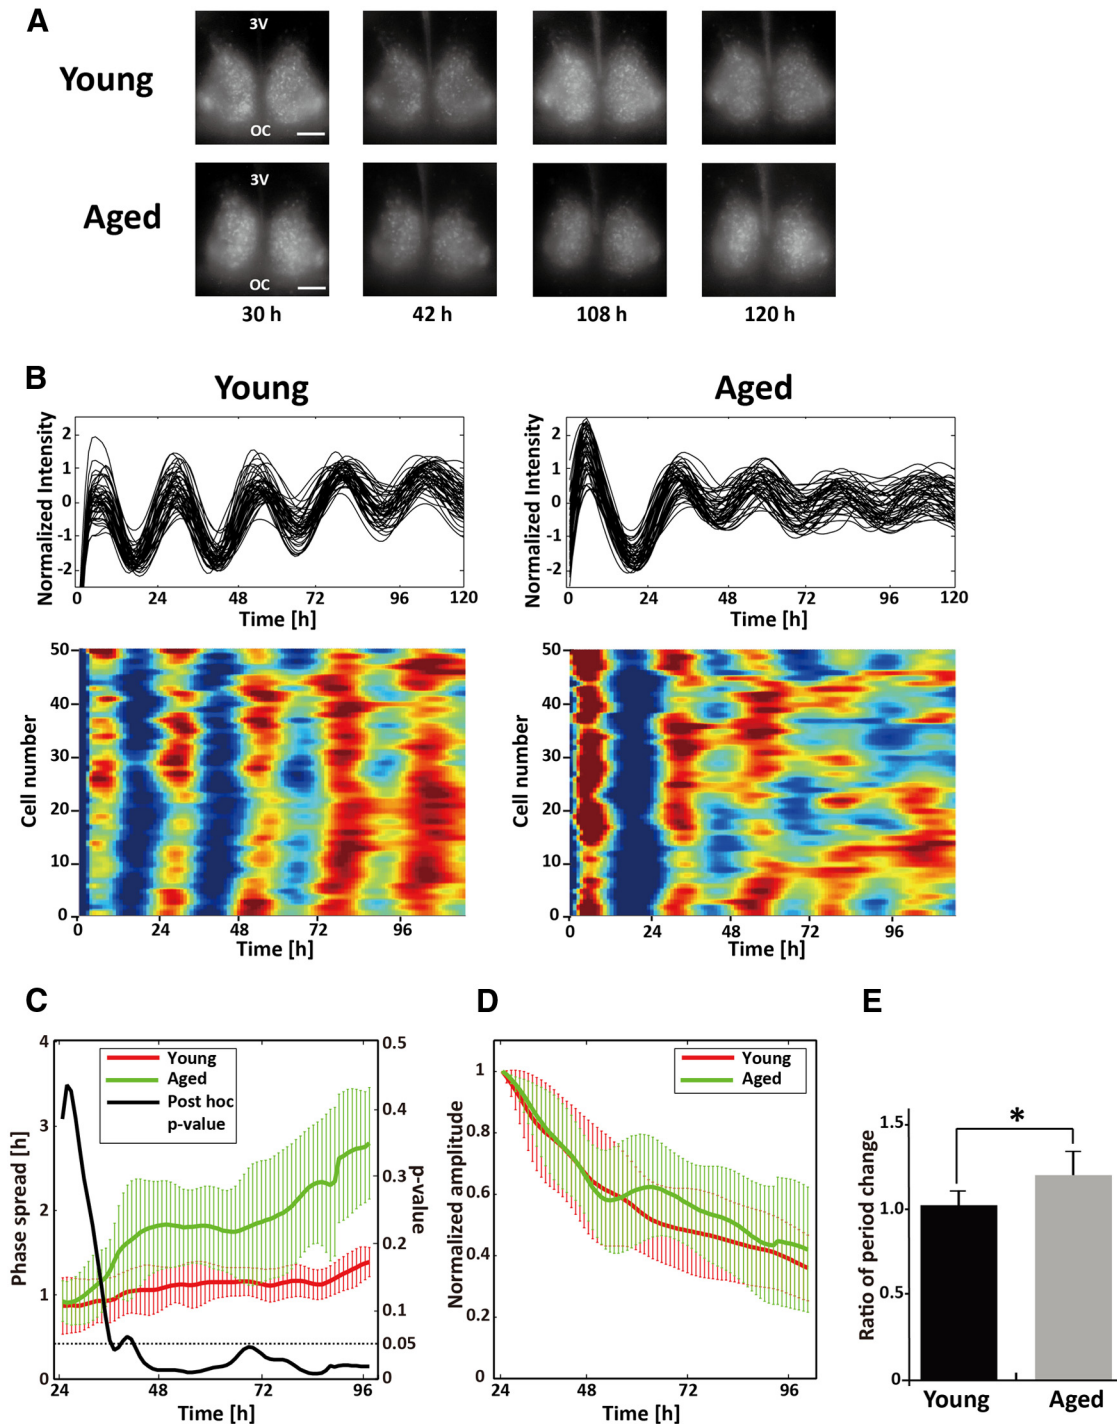 A
Young
3V
OC
Aged
3V
OC
30 h
42 h
108 h
120 h
B
Young
Aged
Normalized Intensity
2
1
0
-1
-2
0
24
48
72
96
120
Time [h]
Normalized Intensity
2
1
0
-1
-2
0
24
48
72
96
120
Time [h]
Cell number
50
40
30
20
10
0
0
24
48
72
96
Time [h]
Cell number
50
40
30
20
10
0
0
24
48
72
96
Time [h]
C
Phase spread [h]
4
3
2
1
0
Young
Aged
Post hoc
p-value
0.5
0.4
0.3
0.2
0.1
0.05
0
p-value
24
48
72
96
Time [h]
D
Normalized amplitude
1
0.8
0.6
0.4
0.2
0
Young
Aged
24
48
72
96
Time [h]
E
Ratio of period change
1.5
1.0
0.5
0
*
Young
Aged